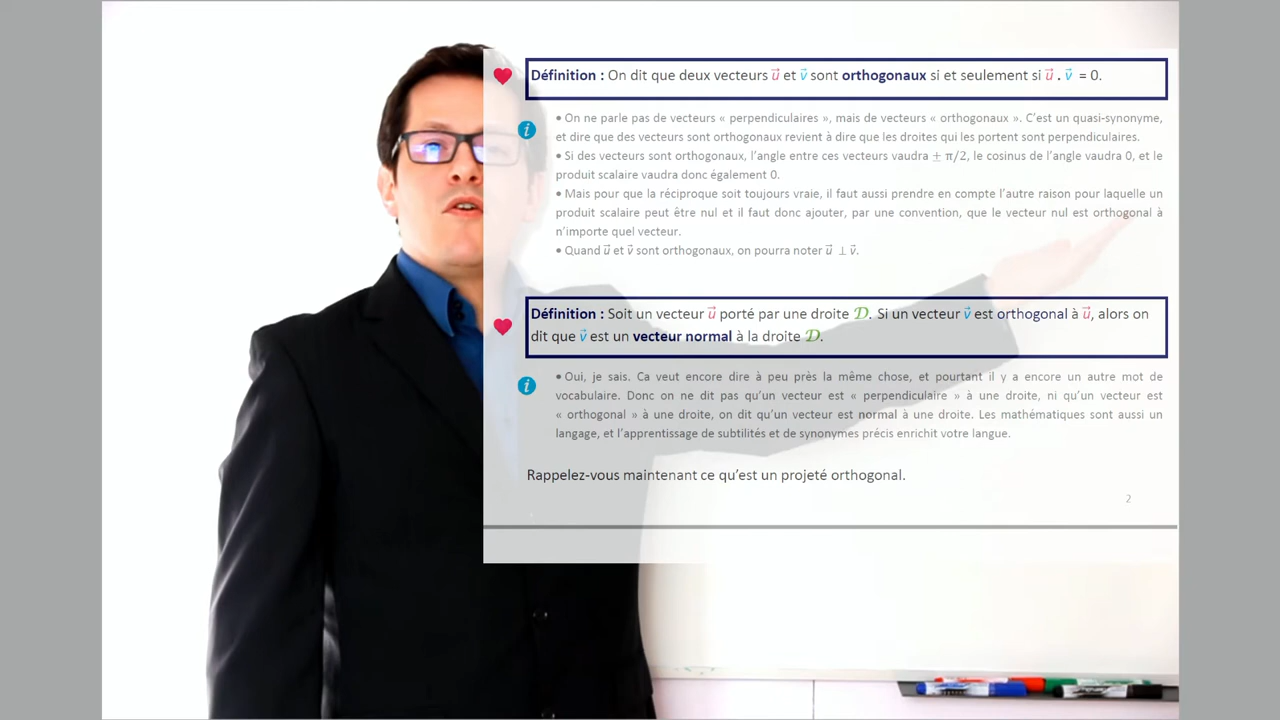 Définition : On dit que deux vecteurs u⃗ et v⃗ sont orthogonaux si et seulement si u⃗ . v⃗ = 0.
• On ne parle pas de vecteurs « perpendiculaires », mais de vecteurs « orthogonaux ». C’est un quasi-synonyme,
et dire que des vecteurs sont orthogonaux revient à dire que les droites qui les portent sont perpendiculaires.
• Si des vecteurs sont orthogonaux, l’angle entre ces vecteurs vaudra ± π/2, le cosinus de l’angle vaudra 0, et le
produit scalaire vaudra donc également 0.
• Mais pour que la réciproque soit toujours vraie, il faut aussi prendre en compte l’autre raison pour laquelle un
produit scalaire peut être nul et il faut donc ajouter, par une convention, que le vecteur nul est orthogonal à
n’importe quel vecteur.
• Quand u⃗ et v⃗ sont orthogonaux, on pourra noter u⃗ ⊥ v⃗.
Définition : Soit un vecteur u⃗ porté par une droite 𝒟. Si un vecteur v⃗ est orthogonal à u⃗, alors on
dit que v⃗ est un vecteur normal à la droite 𝒟.
• Oui, je sais. Ca veut encore dire à peu près la même chose, et pourtant il y a encore un autre mot de
vocabulaire. Donc on ne dit pas qu’un vecteur est « perpendiculaire » à une droite, ni qu’un vecteur est
« orthogonal » à une droite, on dit qu’un vecteur est normal à une droite. Les mathématiques sont aussi un
langage, et l’apprentissage de subtilités et de synonymes précis enrichit votre langue.
Rappelez-vous maintenant ce qu’est un projeté orthogonal.
2